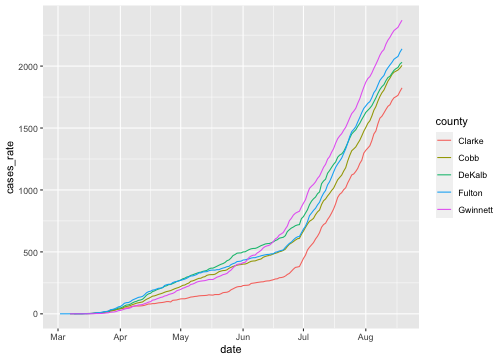 cases_rate
2000
1500
1000
500
0
Mar Apr May Jun Jul Aug
date
county
Clarke
Cobb
DeKalb
Fulton
Gwinnett